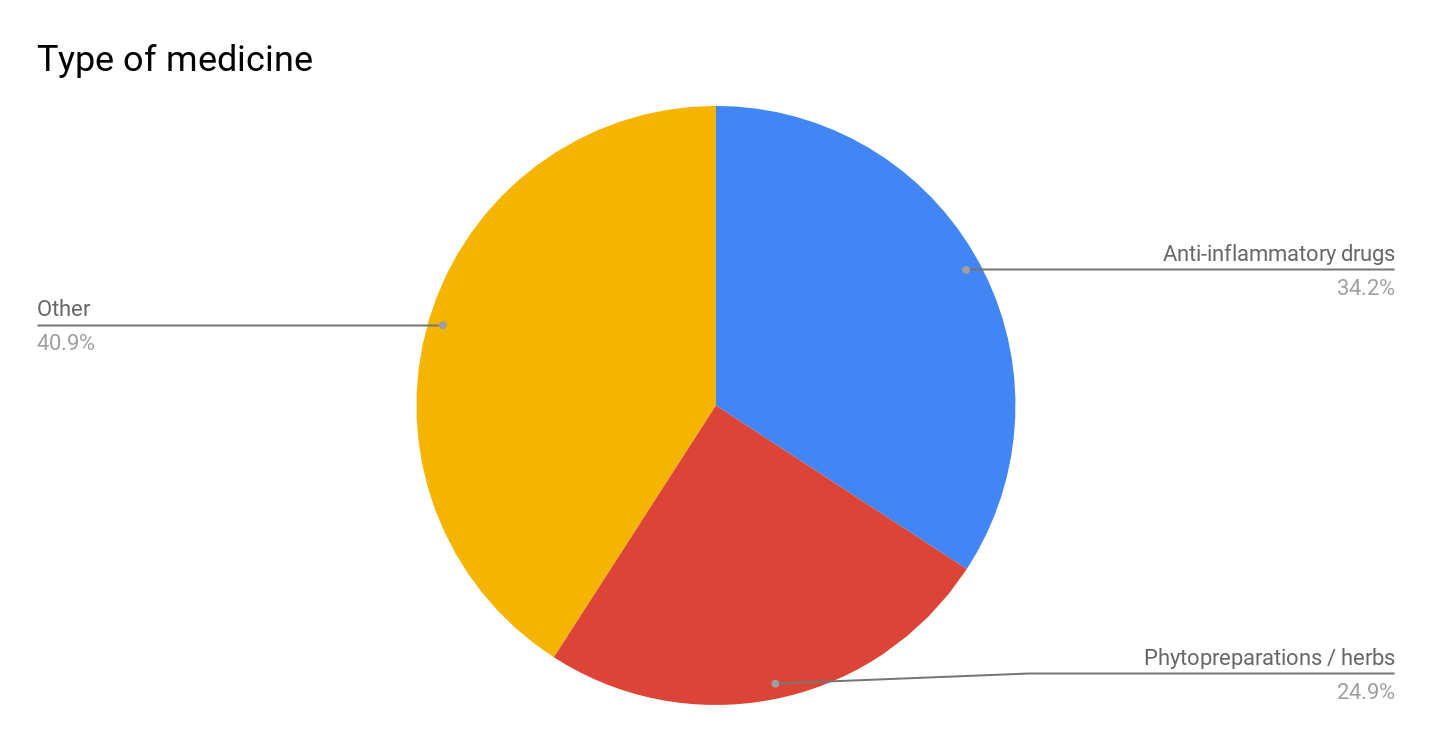 Type of medicine
Anti-inflammatory drugs
34.2%
Other
40.9%
Phytopreparations / herbs
24.9%